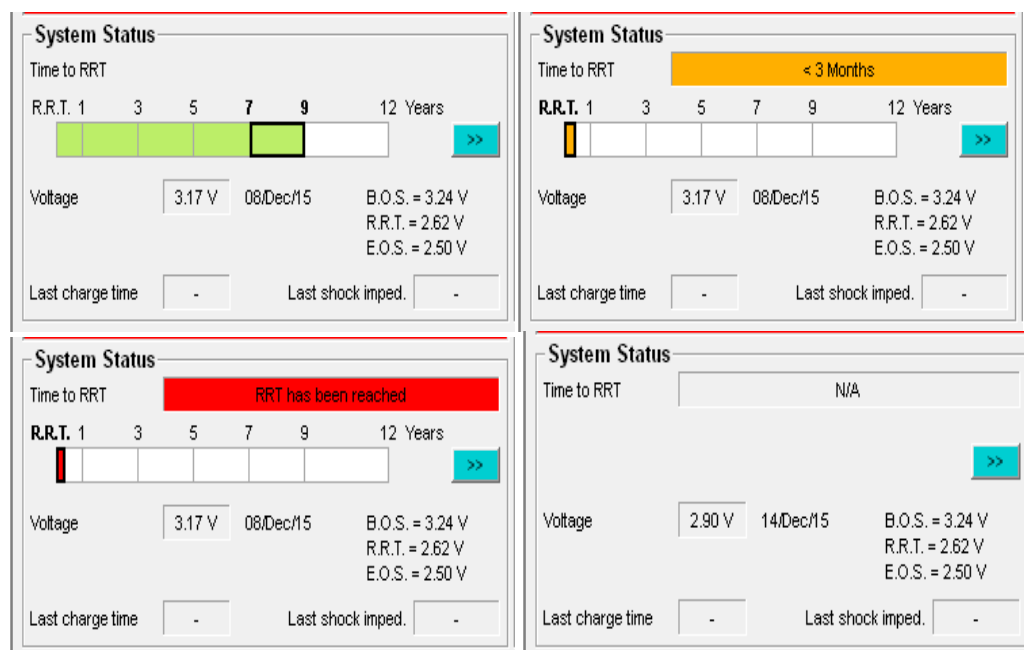 System Status
Time to RRT
R.R.T. 1 3 5 7 9 12 Years
>>
Voltage 3.17 V 08/Dec/15 B.O.S. = 3.24 V
R.R.T. = 2.62 V
E.O.S. = 2.50 V
Last charge time - Last shock imped. -
System Status
Time to RRT < 3 Months
R.R.T. 1 3 5 7 9 12 Years
>>
Voltage 3.17 V 08/Dec/15 B.O.S. = 3.24 V
R.R.T. = 2.62 V
E.O.S. = 2.50 V
Last charge time - Last shock imped. -
System Status
Time to RRT RRT has been reached
R.R.T. 1 3 5 7 9 12 Years
>>
Voltage 3.17 V 08/Dec/15 B.O.S. = 3.24 V
R.R.T. = 2.62 V
E.O.S. = 2.50 V
Last charge time - Last shock imped. -
System Status
Time to RRT N/A
>>
Voltage 2.90 V 14/Dec/15 B.O.S. = 3.24 V
R.R.T. = 2.62 V
E.O.S. = 2.50 V
Last charge time - Last shock imped. -